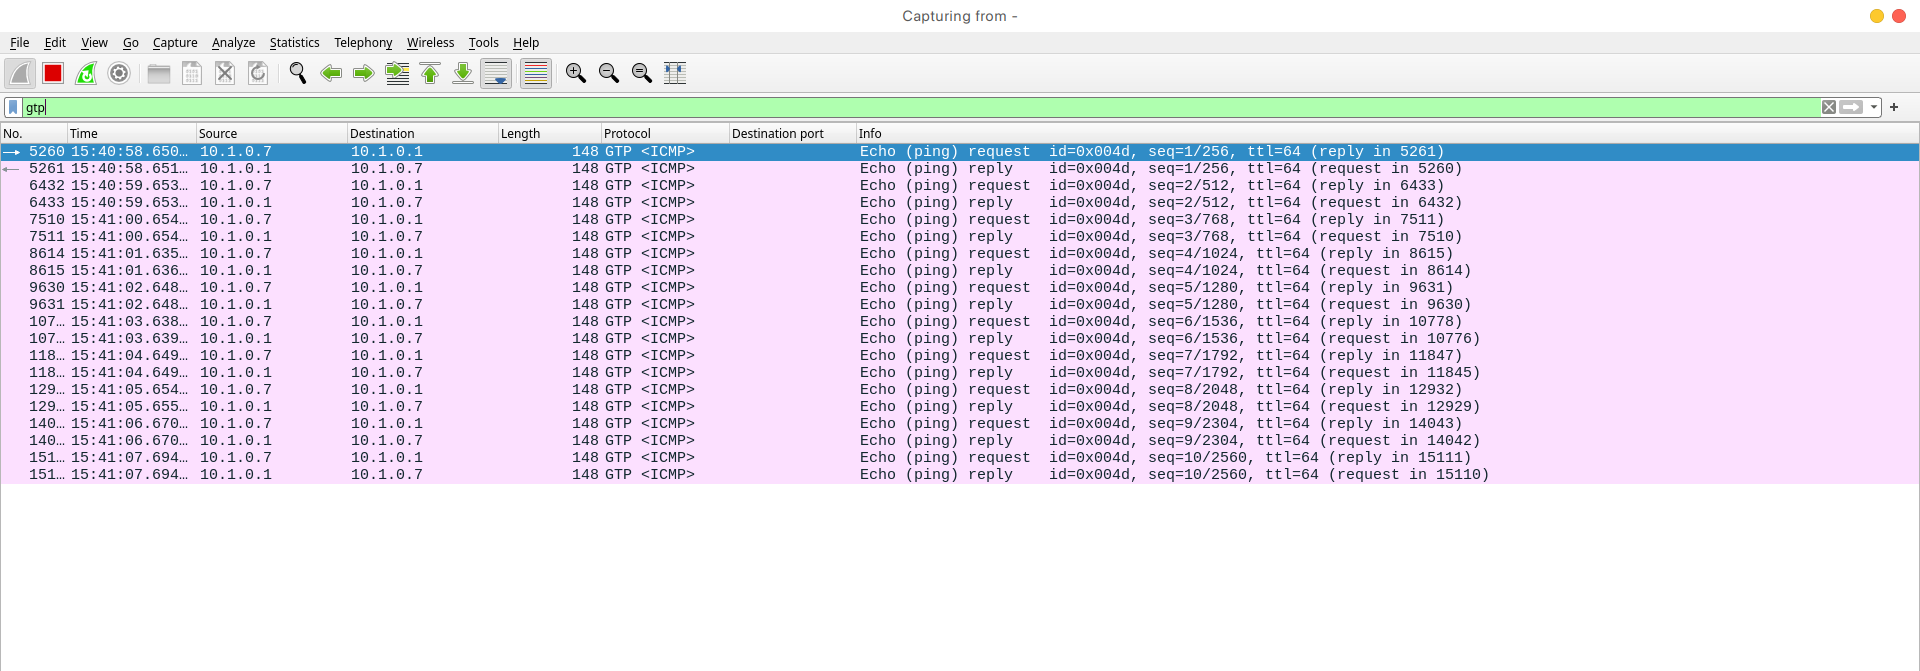 Capturing from -
File Edit View Go Capture Analyze Statistics Telephony Wireless Tools Help
gtp
No. Time Source Destination Length Protocol Destination port Info
5260 15:40:58.650… 10.1.0.7 10.1.0.1 148 GTP <ICMP> Echo (ping) request id=0x004d, seq=1/256, ttl=64 (reply in 5261)
5261 15:40:58.651… 10.1.0.1 10.1.0.7 148 GTP <ICMP> Echo (ping) reply id=0x004d, seq=1/256, ttl=64 (request in 5260)
6432 15:40:59.653… 10.1.0.7 10.1.0.1 148 GTP <ICMP> Echo (ping) request id=0x004d, seq=2/512, ttl=64 (reply in 6433)
6433 15:40:59.653… 10.1.0.1 10.1.0.7 148 GTP <ICMP> Echo (ping) reply id=0x004d, seq=2/512, ttl=64 (request in 6432)
7510 15:41:00.654… 10.1.0.7 10.1.0.1 148 GTP <ICMP> Echo (ping) request id=0x004d, seq=3/768, ttl=64 (reply in 7511)
7511 15:41:00.654… 10.1.0.1 10.1.0.7 148 GTP <ICMP> Echo (ping) reply id=0x004d, seq=3/768, ttl=64 (request in 7510)
8614 15:41:01.635… 10.1.0.7 10.1.0.1 148 GTP <ICMP> Echo (ping) request id=0x004d, seq=4/1024, ttl=64 (reply in 8615)
8615 15:41:01.636… 10.1.0.1 10.1.0.7 148 GTP <ICMP> Echo (ping) reply id=0x004d, seq=4/1024, ttl=64 (request in 8614)
9630 15:41:02.648… 10.1.0.7 10.1.0.1 148 GTP <ICMP> Echo (ping) request id=0x004d, seq=5/1280, ttl=64 (reply in 9631)
9631 15:41:02.648… 10.1.0.1 10.1.0.7 148 GTP <ICMP> Echo (ping) reply id=0x004d, seq=5/1280, ttl=64 (request in 9630)
107… 15:41:03.638… 10.1.0.7 10.1.0.1 148 GTP <ICMP> Echo (ping) request id=0x004d, seq=6/1536, ttl=64 (reply in 10778)
107… 15:41:03.639… 10.1.0.1 10.1.0.7 148 GTP <ICMP> Echo (ping) reply id=0x004d, seq=6/1536, ttl=64 (request in 10776)
118… 15:41:04.649… 10.1.0.7 10.1.0.1 148 GTP <ICMP> Echo (ping) request id=0x004d, seq=7/1792, ttl=64 (reply in 11847)
118… 15:41:04.649… 10.1.0.1 10.1.0.7 148 GTP <ICMP> Echo (ping) reply id=0x004d, seq=7/1792, ttl=64 (request in 11845)
129… 15:41:05.654… 10.1.0.7 10.1.0.1 148 GTP <ICMP> Echo (ping) request id=0x004d, seq=8/2048, ttl=64 (reply in 12932)
129… 15:41:05.655… 10.1.0.1 10.1.0.7 148 GTP <ICMP> Echo (ping) reply id=0x004d, seq=8/2048, ttl=64 (request in 12929)
140… 15:41:06.670… 10.1.0.7 10.1.0.1 148 GTP <ICMP> Echo (ping) request id=0x004d, seq=9/2304, ttl=64 (reply in 14043)
140… 15:41:06.670… 10.1.0.1 10.1.0.7 148 GTP <ICMP> Echo (ping) reply id=0x004d, seq=9/2304, ttl=64 (request in 14042)
151… 15:41:07.694… 10.1.0.7 10.1.0.1 148 GTP <ICMP> Echo (ping) request id=0x004d, seq=10/2560, ttl=64 (reply in 15111)
151… 15:41:07.694… 10.1.0.1 10.1.0.7 148 GTP <ICMP> Echo (ping) reply id=0x004d, seq=10/2560, ttl=64 (request in 15110)